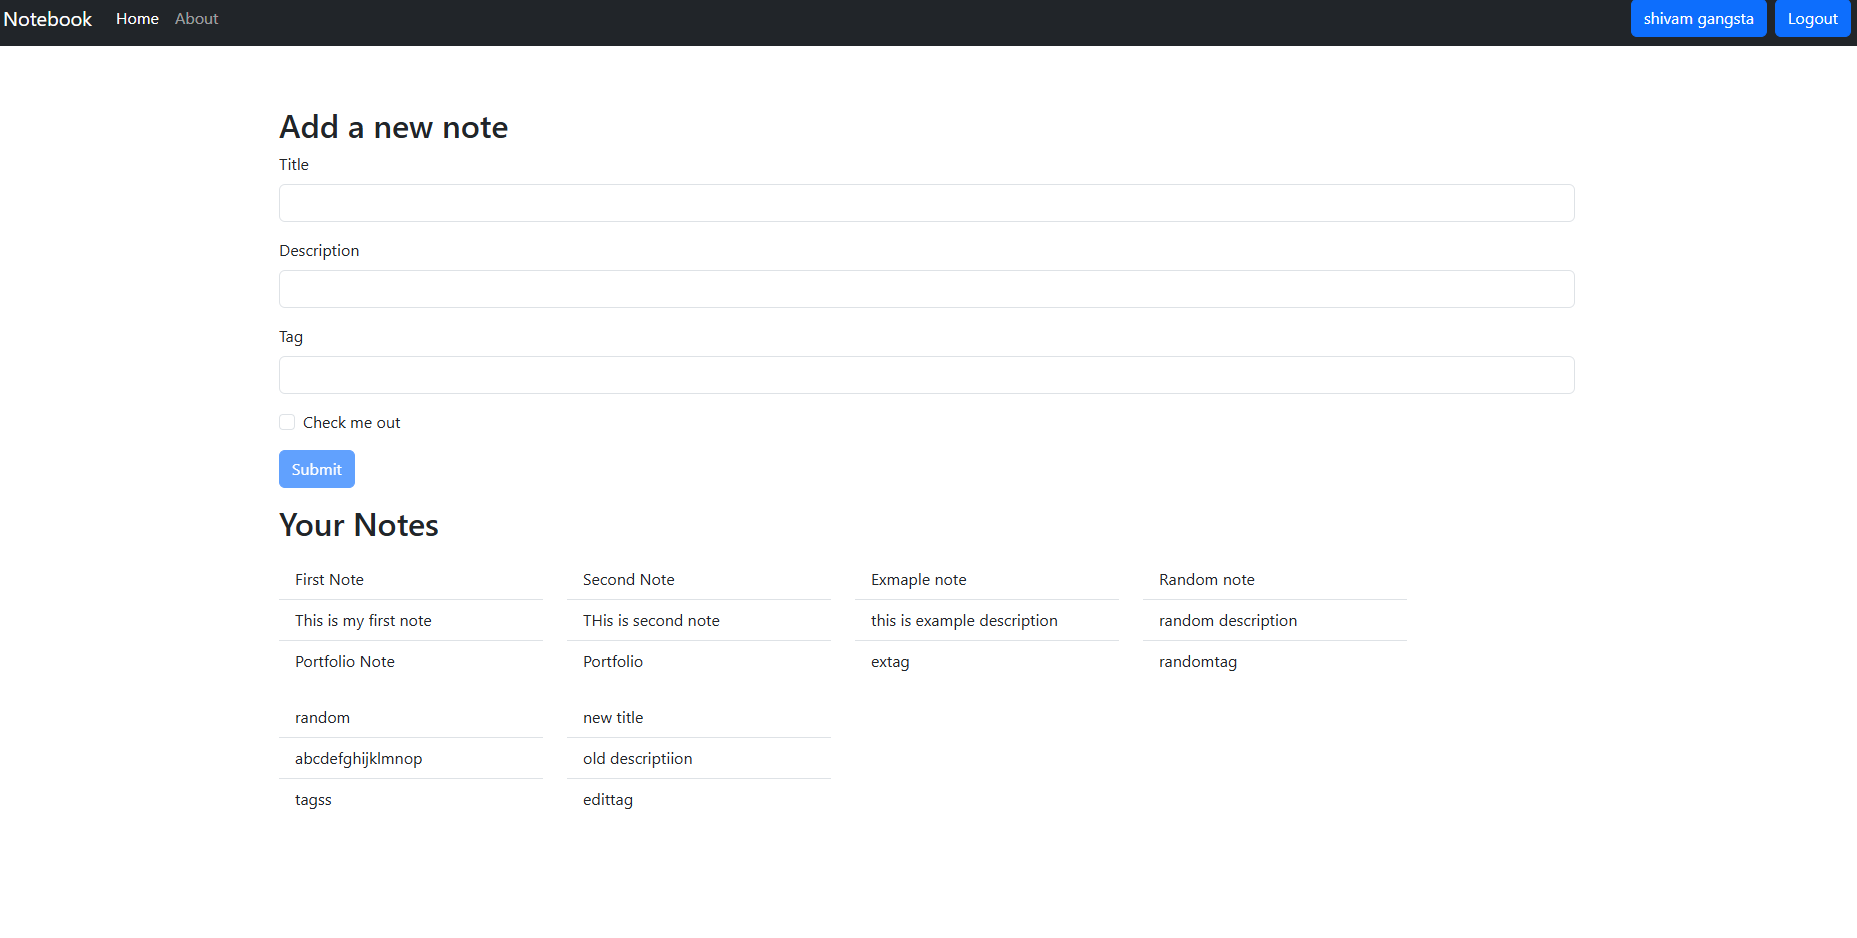 Notebook Home About shivam gangsta Logout
Add a new note
Title
Description
Tag
Check me out
Submit
Your Notes
First Note Second Note Exmaple note Random note
This is my first note THis is second note this is example description random description
Portfolio Note Portfolio extag randomtag
random new title
abcdefghijklmnop old descriptiion
tagss edittag